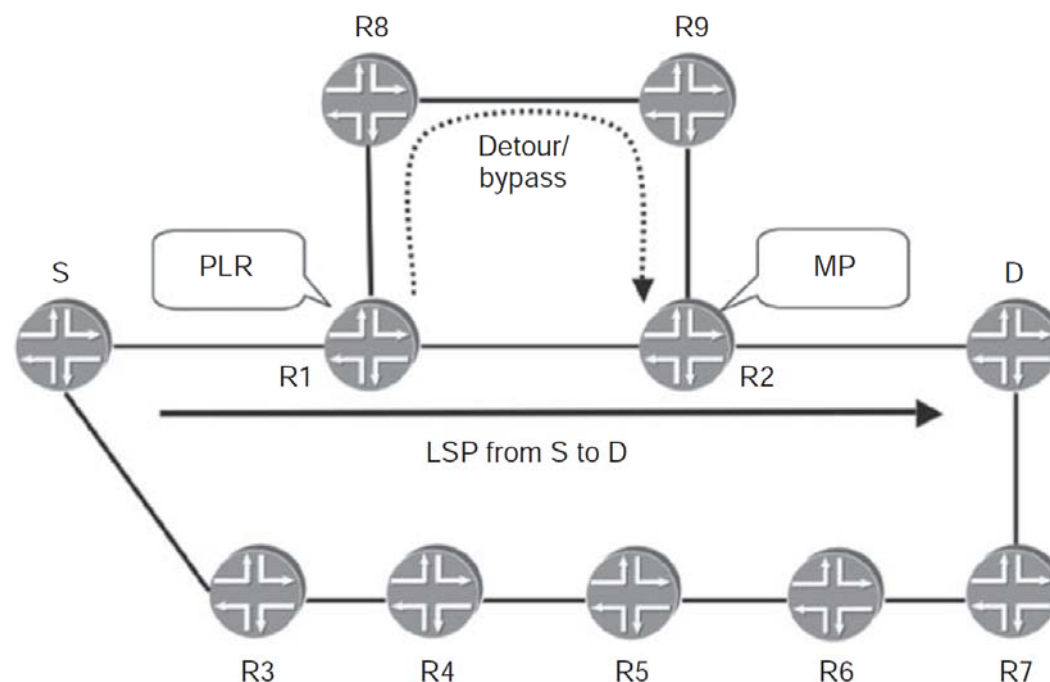 R8
R9
Detour/
bypass
PLR
MP
S
D
R1
R2
LSP from S to D
R3
R4
R5
R6
R7